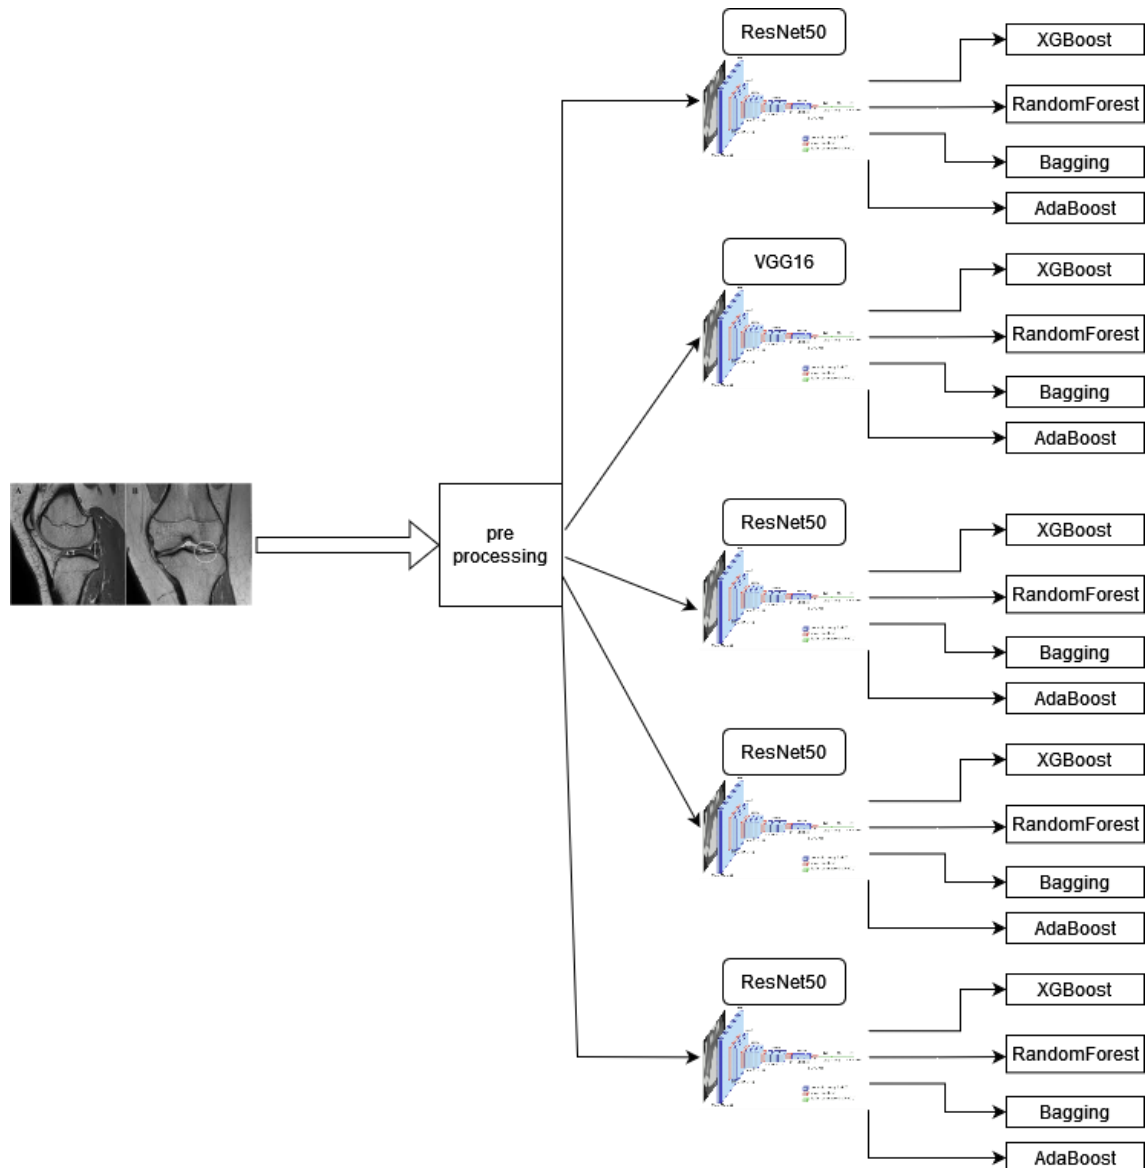 ResNet50
XGBoost
RandomForest
Bagging
AdaBoost
VGG16
XGBoost
RandomForest
Bagging
AdaBoost
A
B
pre
processing
ResNet50
XGBoost
RandomForest
Bagging
AdaBoost
ResNet50
XGBoost
RandomForest
Bagging
AdaBoost
ResNet50
XGBoost
RandomForest
Bagging
AdaBoost